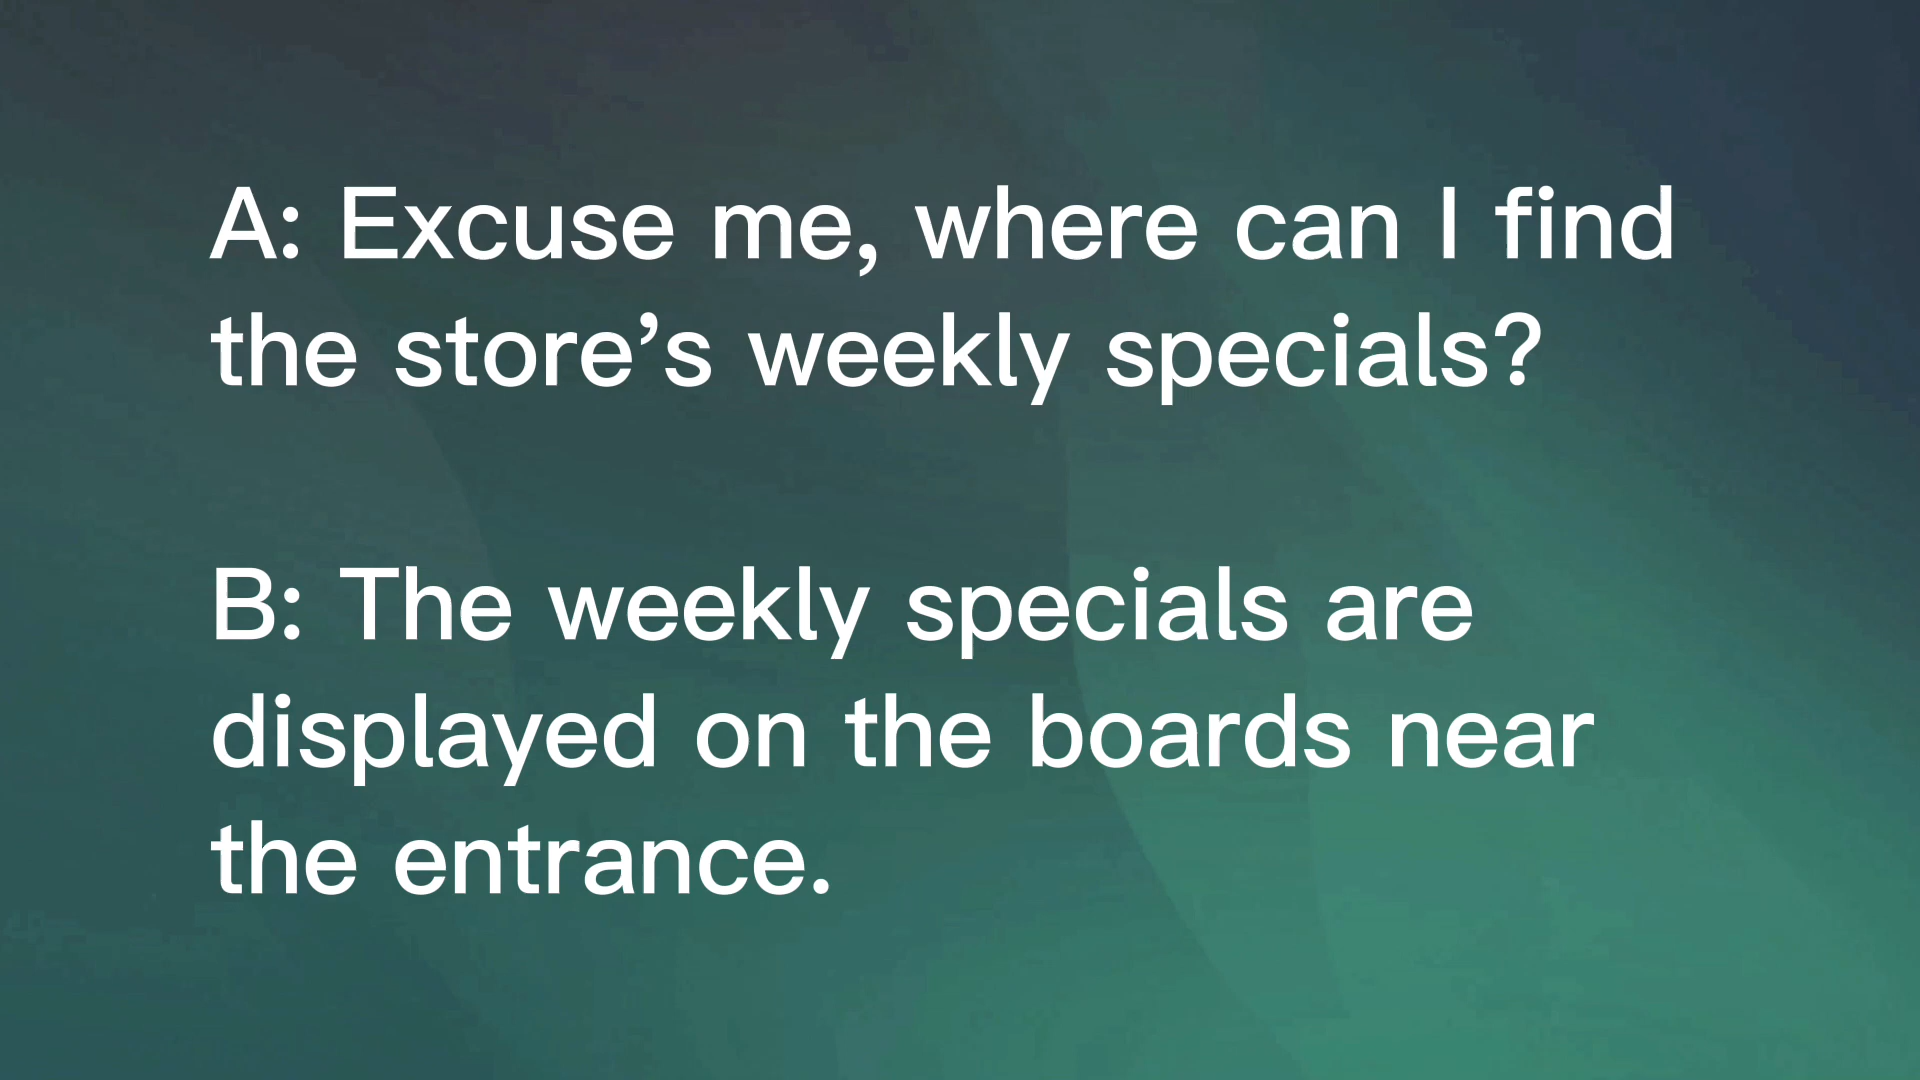 A: Excuse me, where can I find
the store’s weekly specials?
B: The weekly specials are
displayed on the boards near
the entrance.